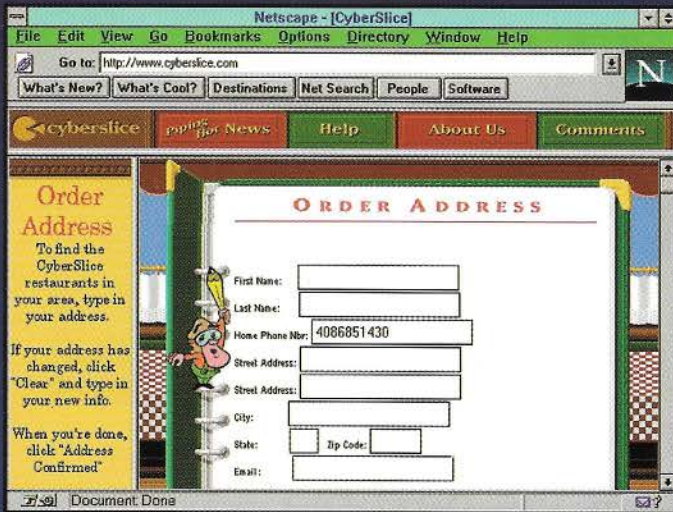 Netscape - [CyberSlice]
File Edit View Go Bookmarks Options Directory Window Help
Go to: http://www.cyberslice.com
N
What's New? What's Cool? Destinations Net Search People Software
cyberslice Piping Hot News Help About Us Comments
Order
Address
To find the
CyberSlice
restaurants in
your area, type in
your address.
If your address has
changed, click
"Clear" and type in
your new info.
When you're done,
click "Address
Confirmed"
ORDER ADDRESS
First Name:
Last Name:
Home Phone Nbr: 4086851430
Street Address:
Street Address:
City:
State: Zip Code:
Email:
Document: Done